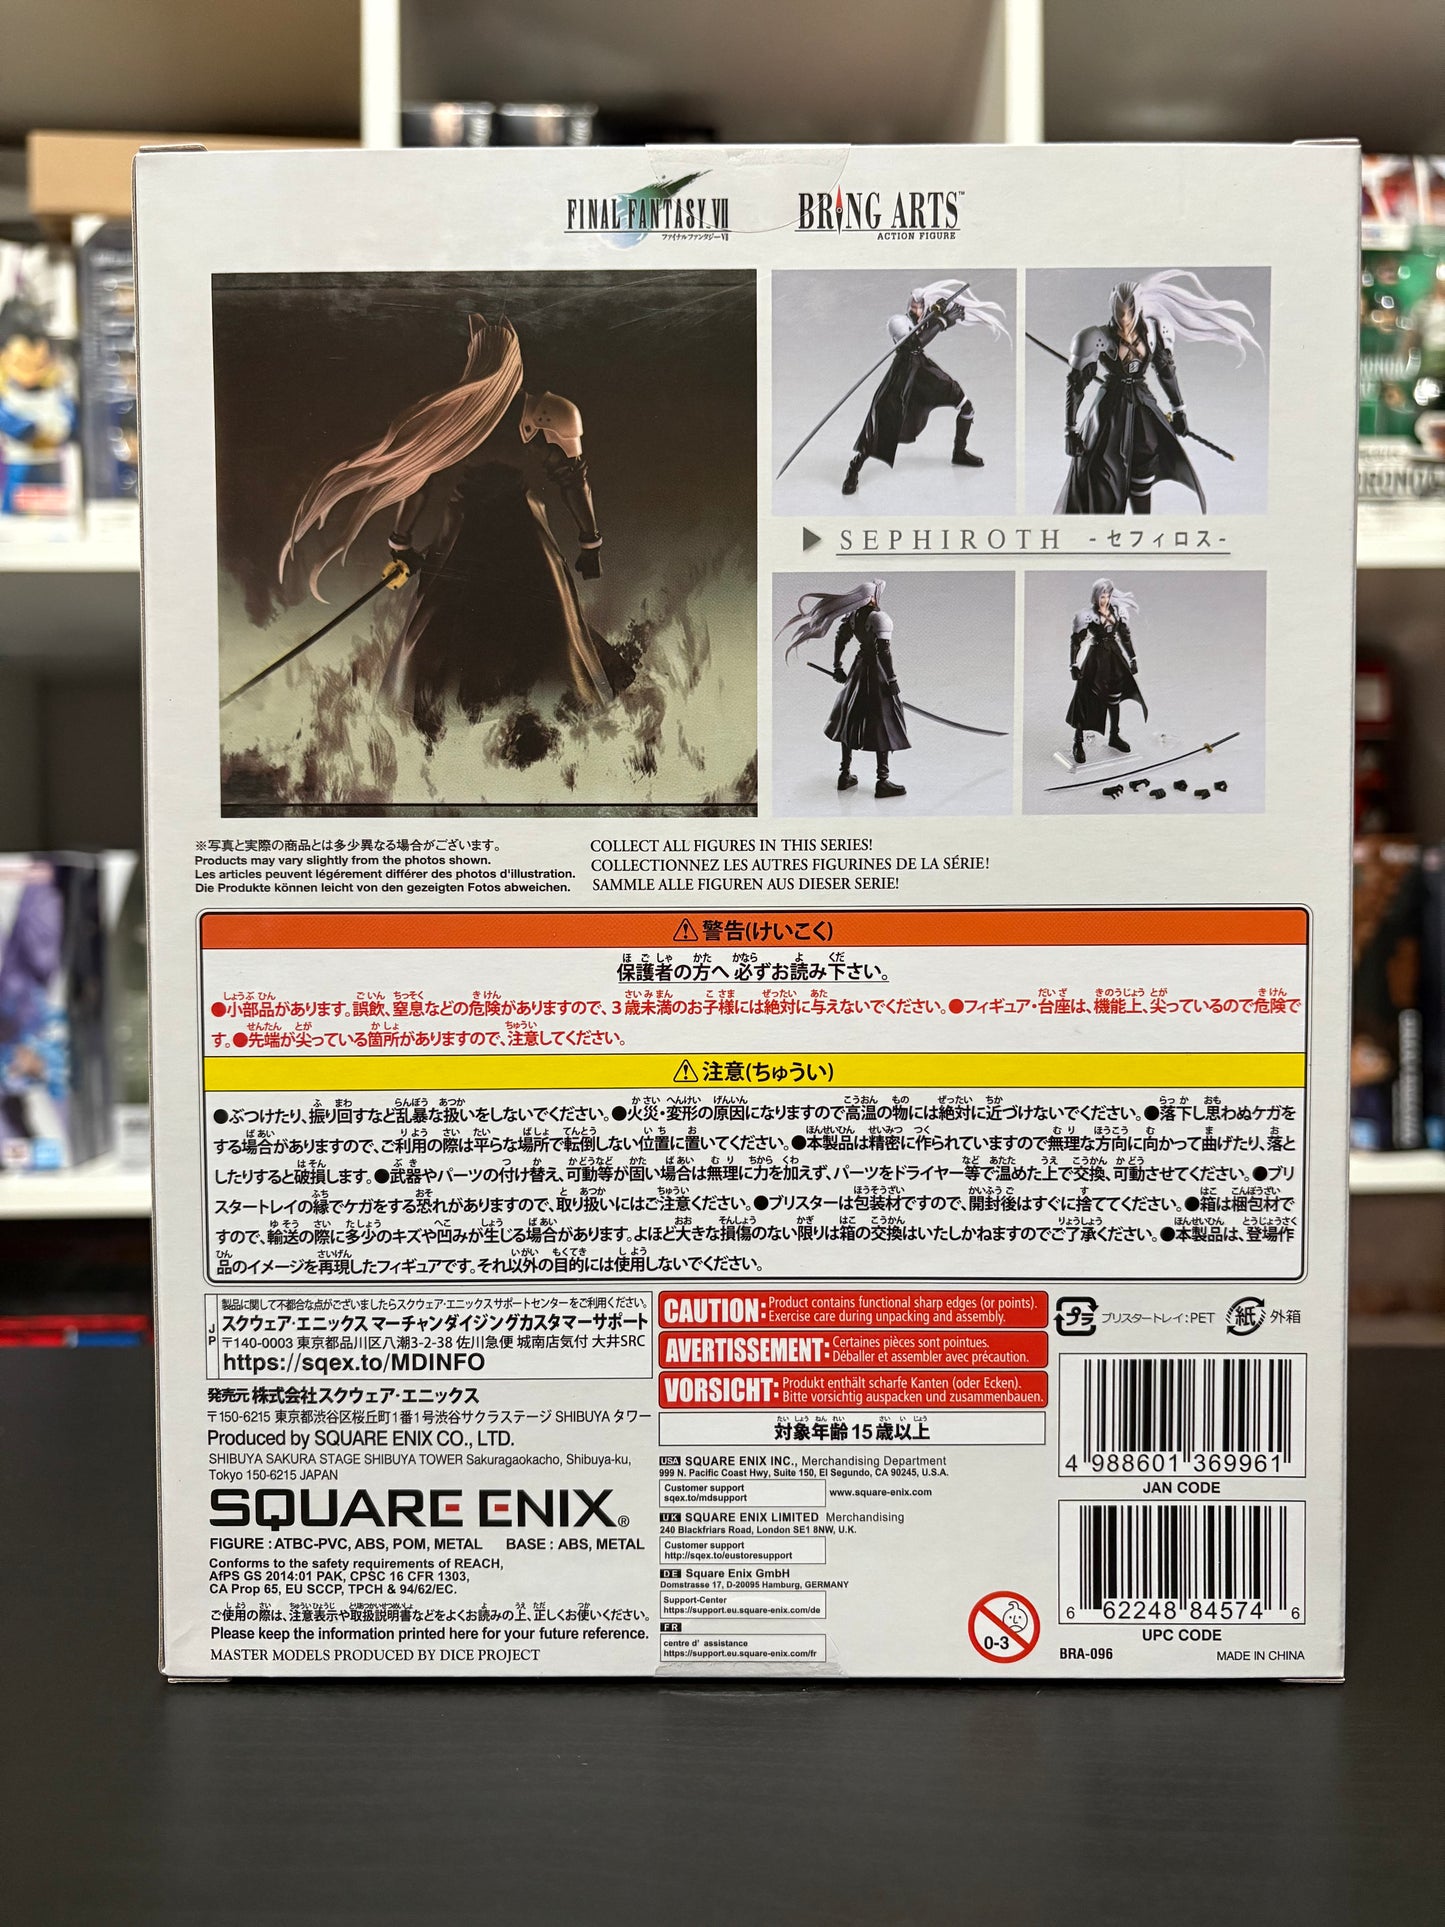 FINAL FANTASY VII
ファイナルファンタジーVII
BRING ARTS™
ACTION FIGURE
SEPHIROTH -セフィロス-
※写真と実際の商品とは多少異なる場合がございます。
Products may vary slightly from the photos shown.
Les articles peuvent légérement différer des photos d'illustration.
Die Produkte können leicht von den gezeigten Fotos abweichen.
COLLECT ALL FIGURES IN THIS SERIES!
COLLECTIONNEZ LES AUTRES FIGURINES DE LA SÉRIE!
SAMMLE ALLE FIGUREN AUS DIESER SERIE!
警告(けいこく)
保護者の方へ 必ずお読み下さい。
●小部品があります。誤飲、窒息などの危険がありますので、3歳未満のお子様には絶対に与えないでください。●フィギュア・台座は、機能上、尖っているので危険で
す。●先端が尖っている箇所がありますので、注意してください。
注意(ちゅうい)
●ぶつけたり、振り回すなど乱暴な扱いをしないでください。●火災・変形の原因になりますので高温の物には絶対に近づけないでください。●落下し思わぬケガを
する場合がありますので、ご利用の際は平らな場所で転倒しない位置に置いてください。●本製品は精密に作られていますので無理な方向に向かって曲げたり、落と
したりすると破損します。●武器やパーツの付け替え、可動等が固い場合は無理に力を加えず、パーツをドライヤー等で温めた上で交換、可動させてください。●ブリ
スタートレイの縁でケガをする恐れがありますので、取り扱いにはご注意ください。●ブリスターは包装材ですので、開封後はすぐに捨ててください。●箱は梱包材で
すので、輸送の際に多少のキズや凹みが生じる場合があります。よほど大きな損傷のない限りは箱の交換はいたしかねますのでご了承ください。●本製品は、登場作
品のイメージを再現したフィギュアです。それ以外の目的には使用しないでください。
JP
製品に関して不都合な点がございましたらスクウェア・エニックスサポートセンターをご利用ください。
スクウェア・エニックス マーチャンダイジングカスタマーサポート
〒140-0003 東京都品川区八潮3-2-38 佐川急便 城南店気付 大井SRC
https://sqex.to/MDINFO
発売元 株式会社スクウェア・エニックス
〒150-6215 東京都渋谷区桜丘町1番1号渋谷サクラステージ SHIBUYA タワー
Produced by SQUARE ENIX CO., LTD.
SHIBUYA SAKURA STAGE SHIBUYA TOWER Sakuragaokacho, Shibuya-ku,
Tokyo 150-6215 JAPAN
SQUARE ENIX®
FIGURE : ATBC-PVC, ABS, POM, METAL BASE : ABS, METAL
Conforms to the safety requirements of REACH,
AfPS GS 2014:01 PAK, CPSC 16 CFR 1303,
CA Prop 65, EU SCCP, TPCH & 94/62/EC.
ご使用の際は、注意表示や取扱説明書などをよくお読みの上、正しくお使いください。
Please keep the information printed here for your future reference.
MASTER MODELS PRODUCED BY DICE PROJECT
CAUTION: Product contains functional sharp edges (or points).
Exercise care during unpacking and assembly.
AVERTISSEMENT: Certaines pièces sont pointues.
Déballer et assembler avec précaution.
VORSICHT: Produkt enthält scharfe Kanten (oder Ecken).
Bitte vorsichtig auspacken und zusammenbauen.
対象年齢15歳以上
USA SQUARE ENIX INC., Merchandising Department
999 N. Pacific Coast Hwy, Suite 150, El Segundo, CA 90245, U.S.A.
Customer support
sqex.to/mdsupport
www.square-enix.com
UK SQUARE ENIX LIMITED Merchandising
240 Blackfriars Road, London SE1 8NW, U.K.
Customer support
http://sqex.to/eustoresupport
DE Square Enix GmbH
Domstrasse 17, D-20095 Hamburg, GERMANY
Support-Center
https://support.eu.square-enix.com/de
FR
centre d' assistance
https://support.eu.square-enix.com/fr
プラ ブリスタートレイ:PET 紙 外箱
4 988601 369961
JAN CODE
6 62248 84574 6
UPC CODE
0-3
BRA-096
MADE IN CHINA